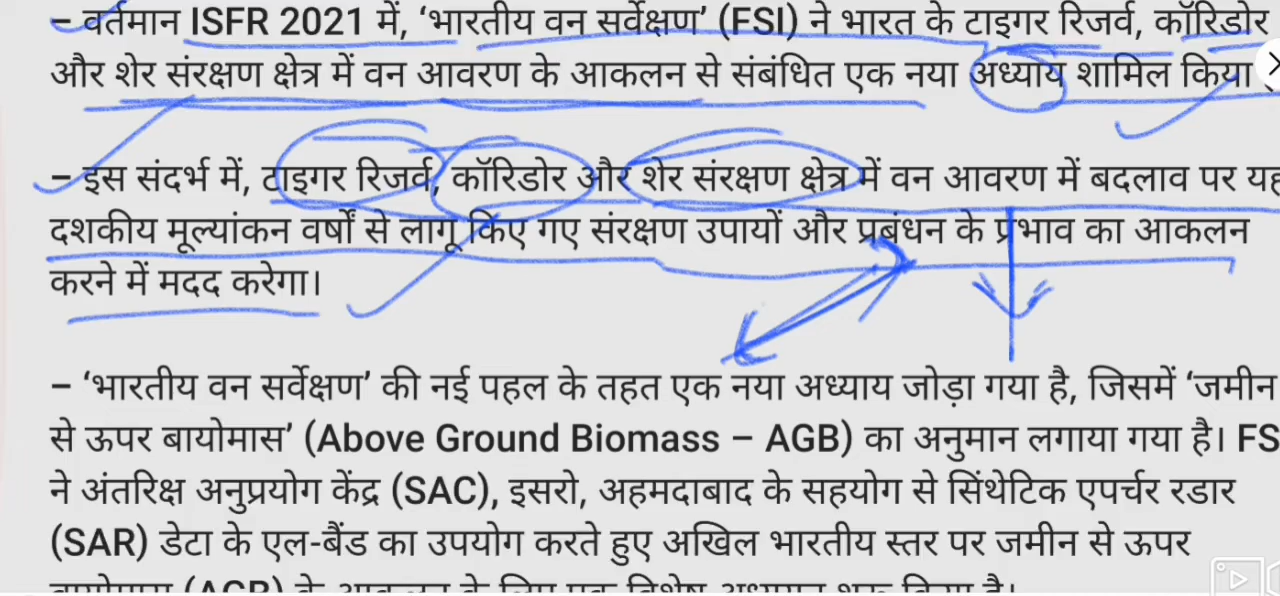 – वर्तमान ISFR 2021 में, ‘भारतीय वन सर्वेक्षण’ (FSI) ने भारत के टाइगर रिजर्व, कॉरिडोर
और शेर संरक्षण क्षेत्र में वन आवरण के आकलन से संबंधित एक नया अध्याय शामिल किया
– इस संदर्भ में, टाइगर रिजर्व, कॉरिडोर और शेर संरक्षण क्षेत्र में वन आवरण में बदलाव पर यह
दशकीय मूल्यांकन वर्षों से लागू किए गए संरक्षण उपायों और प्रबंधन के प्रभाव का आकलन
करने में मदद करेगा।
– ‘भारतीय वन सर्वेक्षण’ की नई पहल के तहत एक नया अध्याय जोड़ा गया है, जिसमें ‘जमीन
से ऊपर बायोमास’ (Above Ground Biomass – AGB) का अनुमान लगाया गया है। FS
ने अंतरिक्ष अनुप्रयोग केंद्र (SAC), इसरो, अहमदाबाद के सहयोग से सिंथेटिक एपर्चर रडार
(SAR) डेटा के एल-बैंड का उपयोग करते हुए अखिल भारतीय स्तर पर जमीन से ऊपर